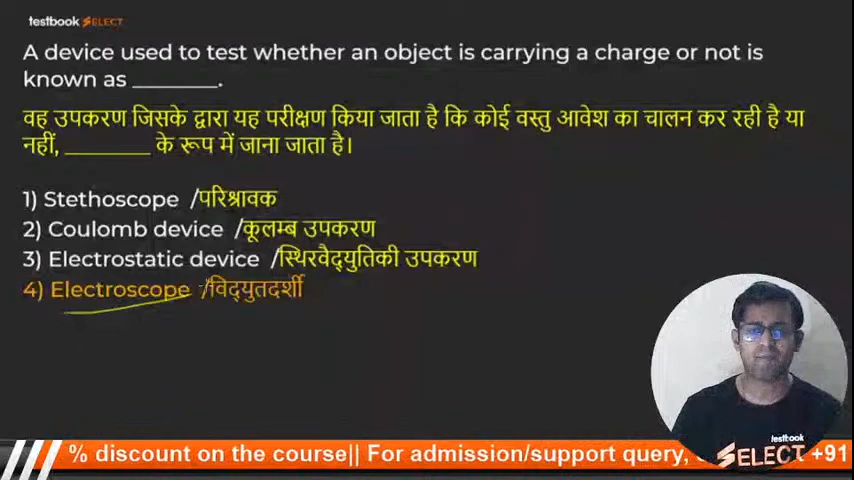 testbook SELECT
A device used to test whether an object is carrying a charge or not is
known as _______.
वह उपकरण जिसके द्वारा यह परीक्षण किया जाता है कि कोई वस्तु आवेश का चालन कर रही है या
नहीं, ________ के रूप में जाना जाता है।
1) Stethoscope /परिश्रावक
2) Coulomb device /कूलम्ब उपकरण
3) Electrostatic device /स्थिरवैद्युतिकी उपकरण
4) Electroscope /विद्युतदर्शी
testbook
SELECT
% discount on the course|| For admission/support query, +91